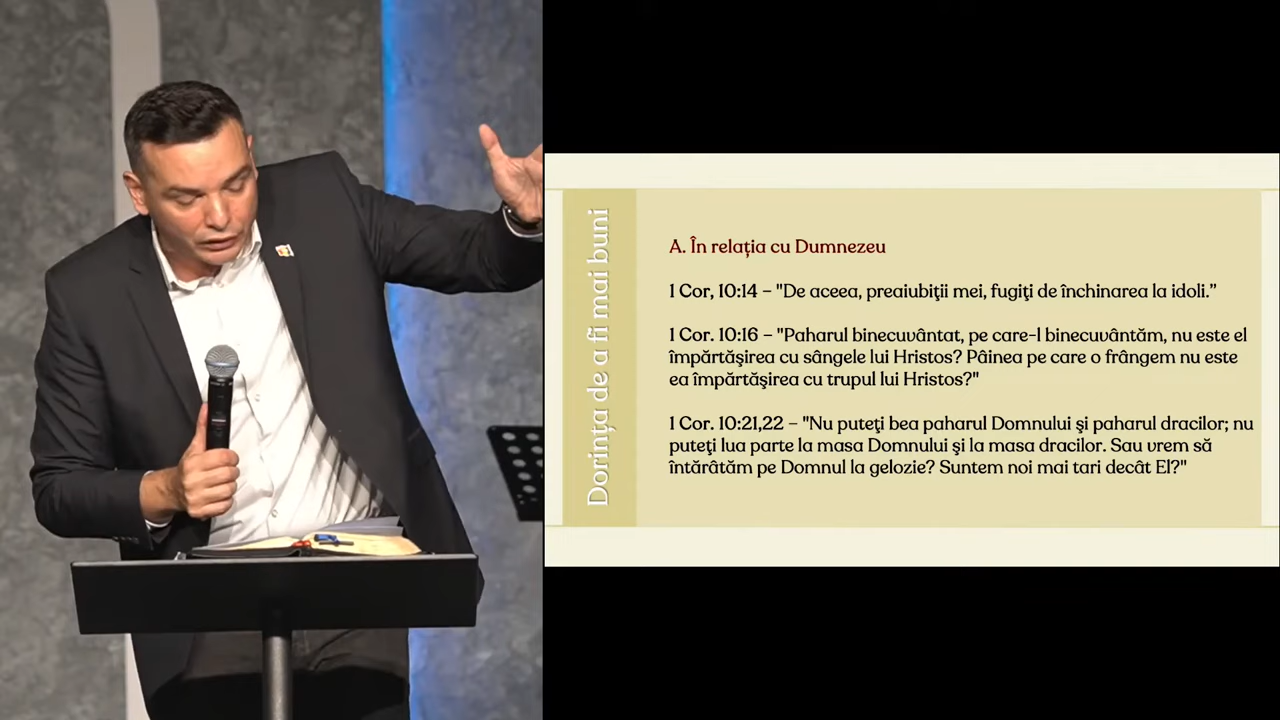 Dorința de a fi mai buni
A. În relația cu Dumnezeu
1 Cor, 10:14 – "De aceea, preaiubiţii mei, fugiţi de închinarea la idoli.”
1 Cor. 10:16 – "Paharul binecuvântat, pe care-l binecuvântăm, nu este el
împărtăşirea cu sângele lui Hristos? Pâinea pe care o frângem nu este
ea împărtăşirea cu trupul lui Hristos?"
1 Cor. 10:21,22 – "Nu puteţi bea paharul Domnului şi paharul dracilor; nu
puteţi lua parte la masa Domnului şi la masa dracilor. Sau vrem să
întărâtăm pe Domnul la gelozie? Suntem noi mai tari decât El?"